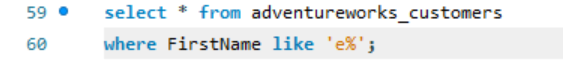 59 select * from adventureworks_customers
60 where FirstName like 'e%';